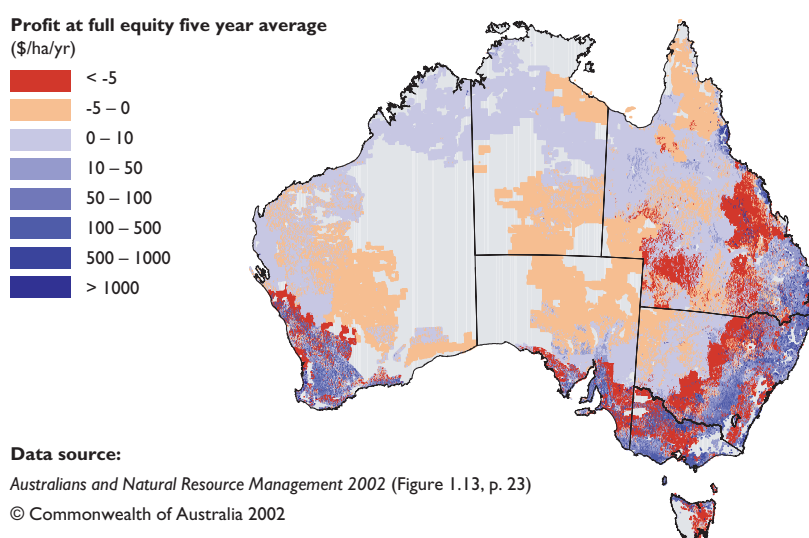 Profit at full equity five year average
($/ha/yr)
< -5
-5 – 0
0 – 10
10 – 50
50 – 100
100 – 500
500 – 1000
> 1000
Data source:
Australians and Natural Resource Management 2002 (Figure 1.13, p. 23)
© Commonwealth of Australia 2002